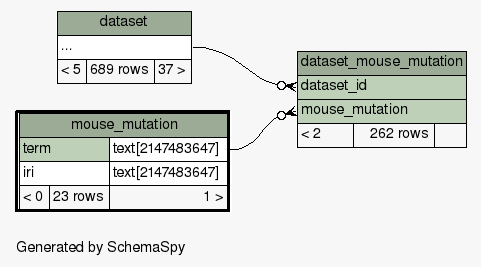 dataset
...
< 5 689 rows 37 >
dataset_mouse_mutation
dataset_id
mouse_mutation
< 2 262 rows
mouse_mutation
term text[2147483647]
iri text[2147483647]
< 0 23 rows 1 >
Generated by SchemaSpy